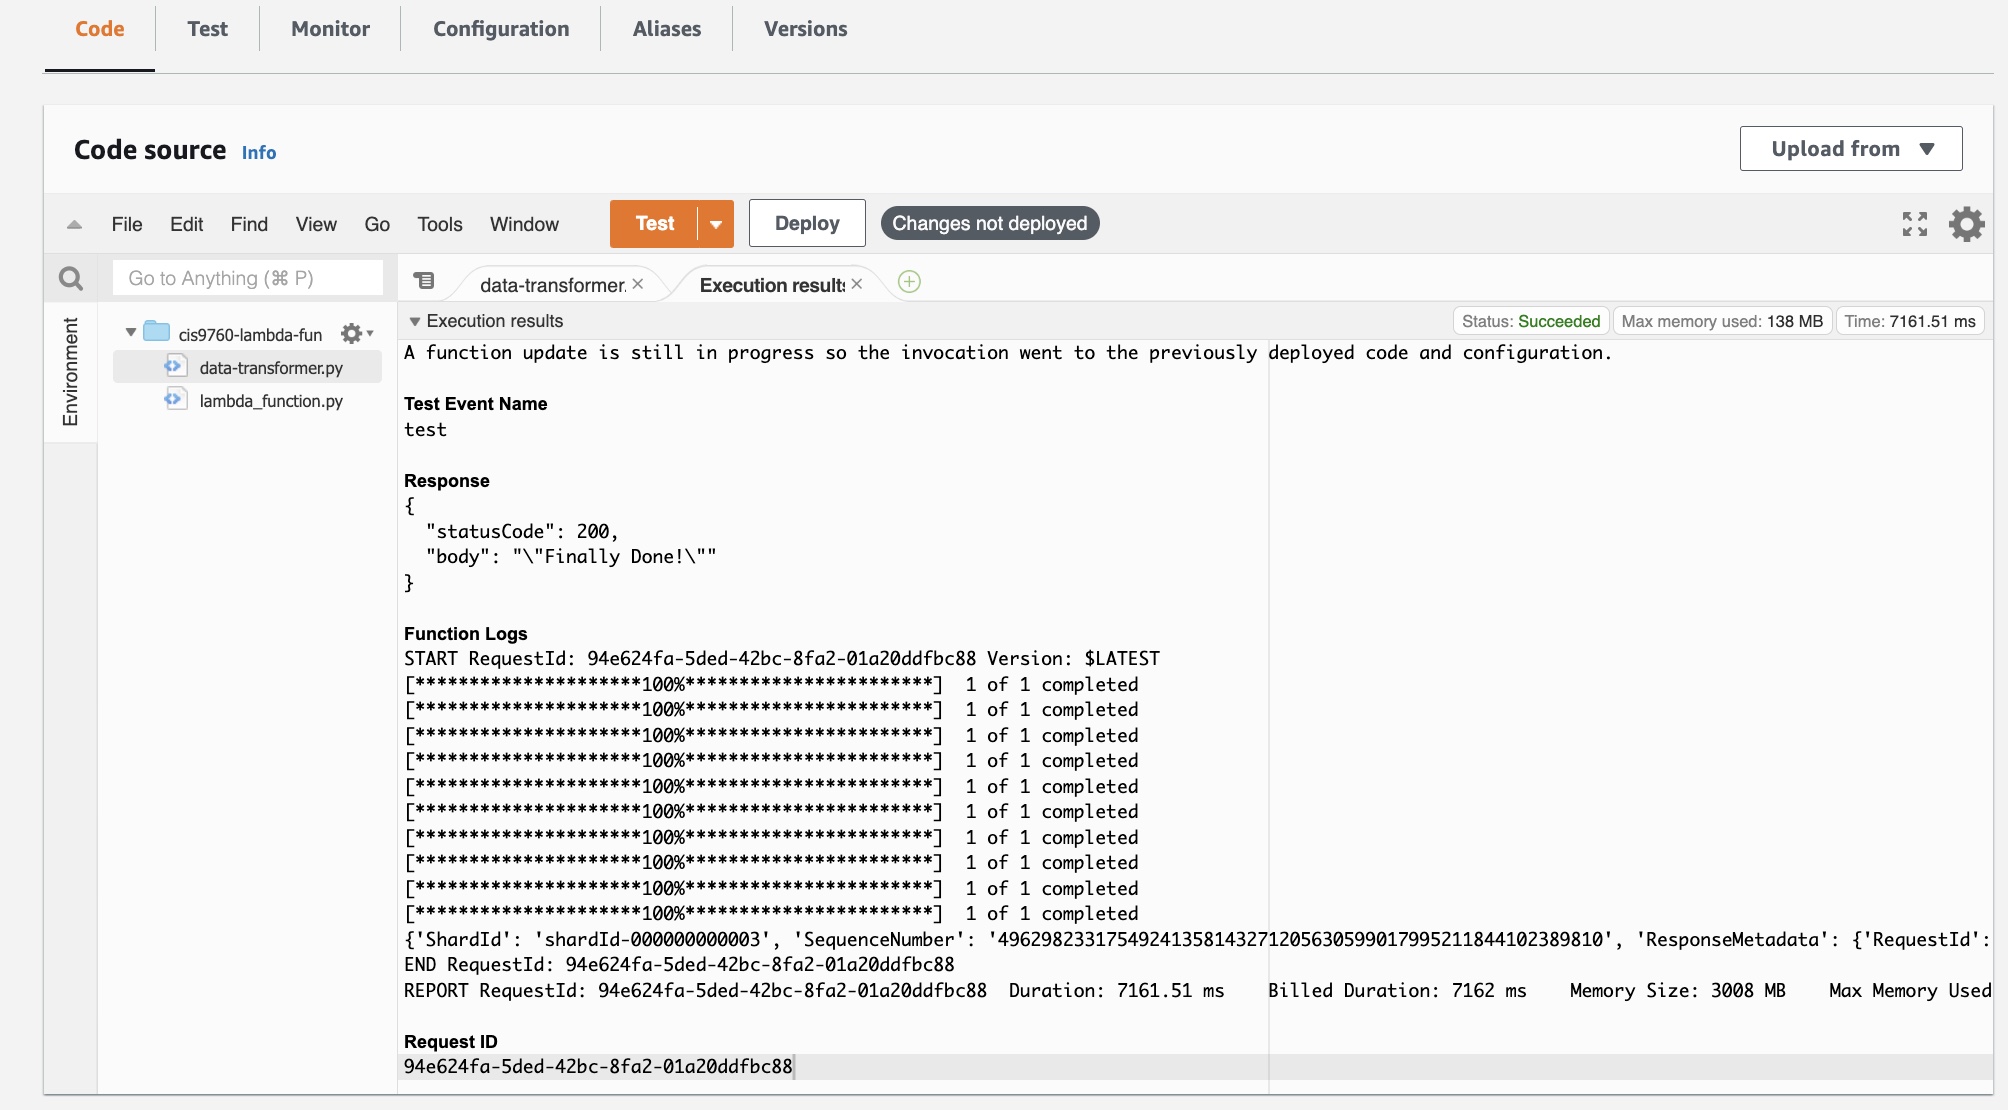 Code Test Monitor Configuration Aliases Versions
Code source Info
Upload from
File Edit Find View Go Tools Window Test Deploy Changes not deployed
Go to Anything (⌘ P)
data-transformer. × Execution results ×
Environment
cis9760-lambda-fun
data-transformer.py
lambda_function.py
Execution results
Status: Succeeded Max memory used: 138 MB Time: 7161.51 ms
A function update is still in progress so the invocation went to the previously deployed code and configuration.
Test Event Name
test
Response
{
"statusCode": 200,
"body": "\"Finally Done!\""
}
Function Logs
START RequestId: 94e624fa-5ded-42bc-8fa2-01a20ddfbc88 Version: $LATEST
[*********************100%***********************] 1 of 1 completed
[*********************100%***********************] 1 of 1 completed
[*********************100%***********************] 1 of 1 completed
[*********************100%***********************] 1 of 1 completed
[*********************100%***********************] 1 of 1 completed
[*********************100%***********************] 1 of 1 completed
[*********************100%***********************] 1 of 1 completed
[*********************100%***********************] 1 of 1 completed
[*********************100%***********************] 1 of 1 completed
[*********************100%***********************] 1 of 1 completed
{'ShardId': 'shardId-000000000003', 'SequenceNumber': '49629823317549241358143271205630599017995211844102389810', 'ResponseMetadata': {'RequestId':
END RequestId: 94e624fa-5ded-42bc-8fa2-01a20ddfbc88
REPORT RequestId: 94e624fa-5ded-42bc-8fa2-01a20ddfbc88 Duration: 7161.51 ms Billed Duration: 7162 ms Memory Size: 3008 MB Max Memory Used
Request ID
94e624fa-5ded-42bc-8fa2-01a20ddfbc88